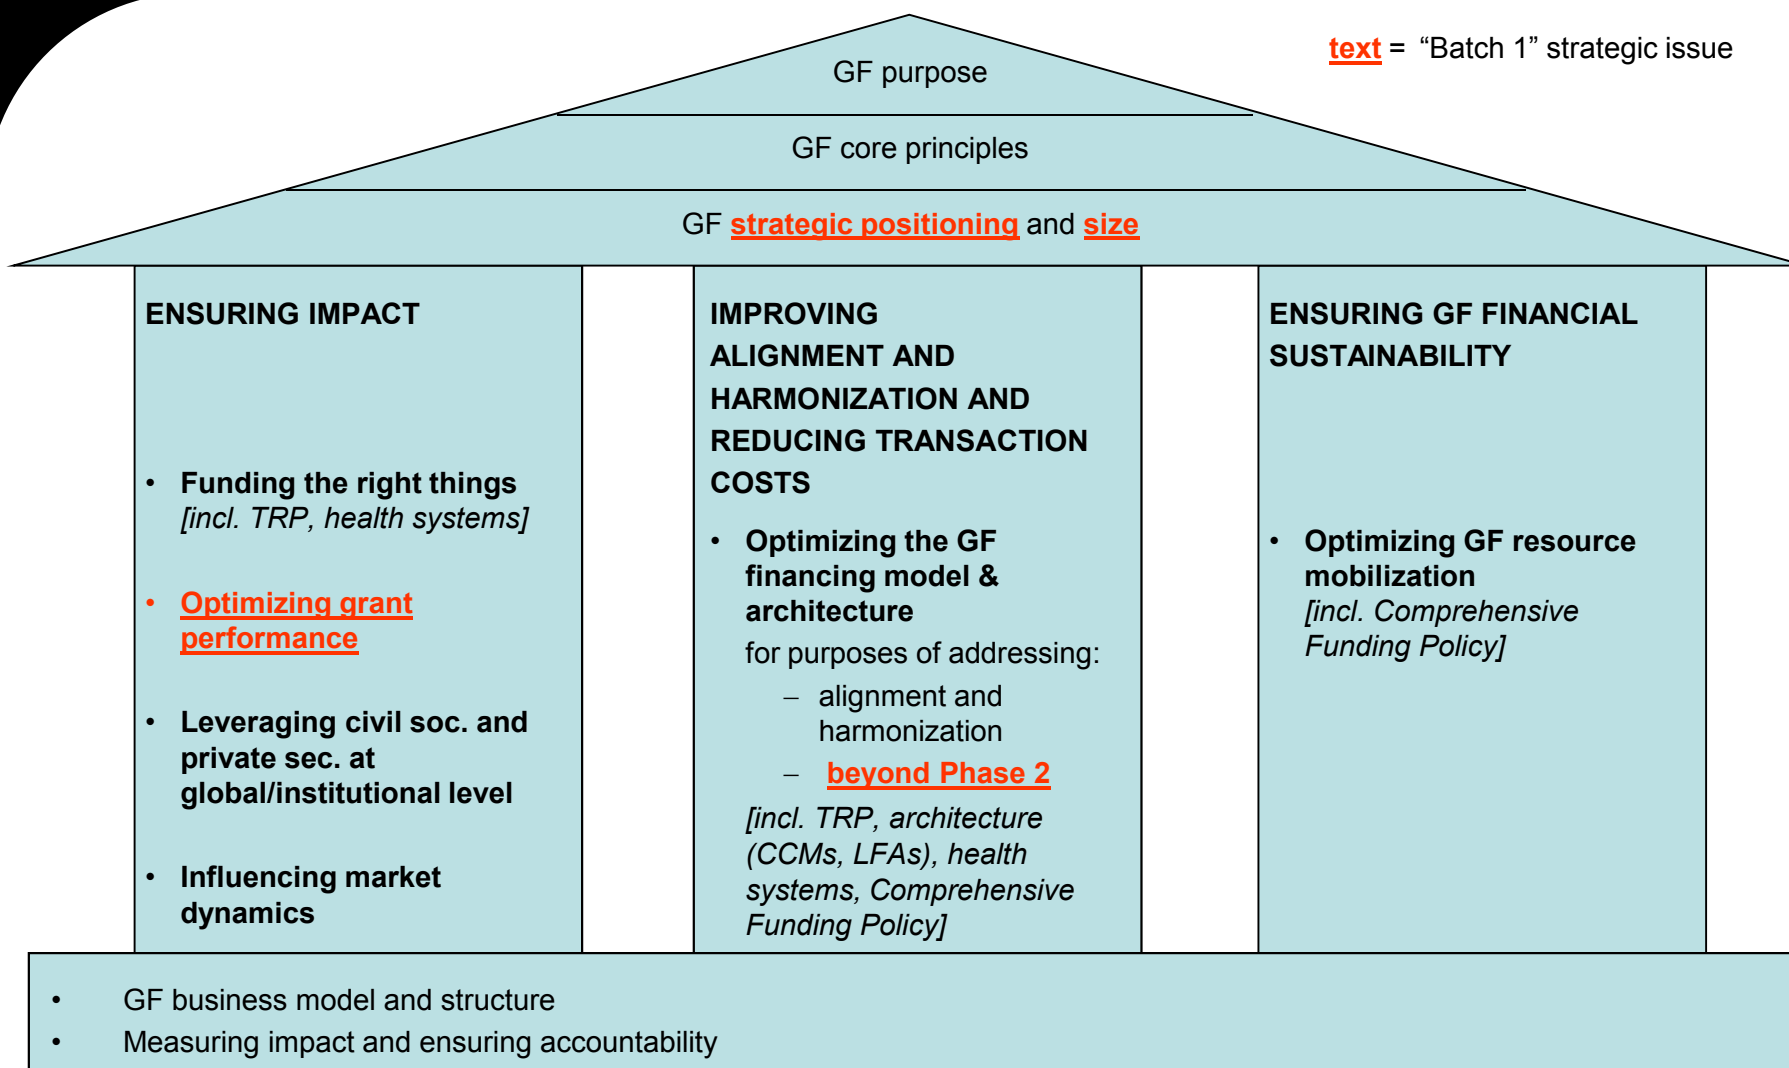 text = “Batch 1” strategic issue
GF purpose
GF core principles
GF strategic positioning and size
ENSURING IMPACT
• Funding the right things
[incl. TRP, health systems]
• Optimizing grant
performance
• Leveraging civil soc. and
private sec. at
global/institutional level
• Influencing market
dynamics
IMPROVING
ALIGNMENT AND
HARMONIZATION AND
REDUCING TRANSACTION
COSTS
• Optimizing the GF
financing model &
architecture
for purposes of addressing:
– alignment and
harmonization
– beyond Phase 2
[incl. TRP, architecture
(CCMs, LFAs), health
systems, Comprehensive
Funding Policy]
ENSURING GF FINANCIAL
SUSTAINABILITY
• Optimizing GF resource
mobilization
[incl. Comprehensive
Funding Policy]
• GF business model and structure
• Measuring impact and ensuring accountability